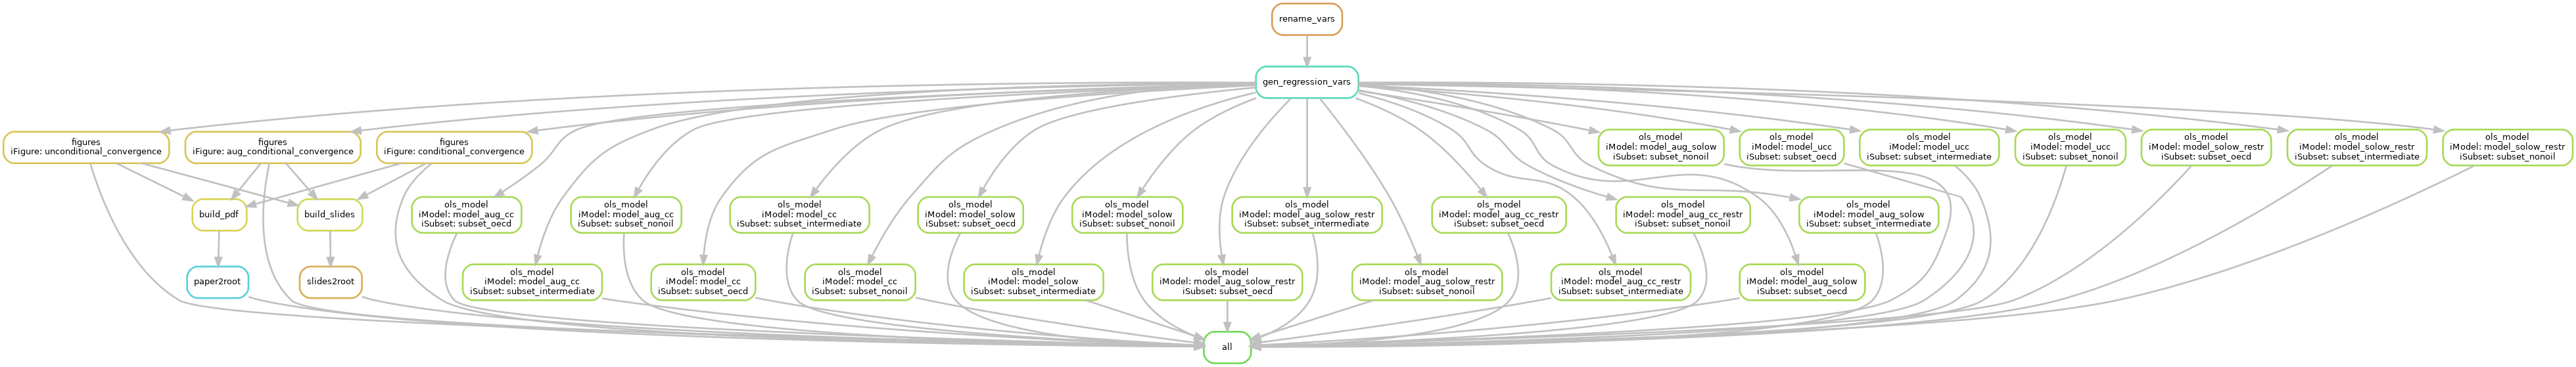 rename_vars
gen_regression_vars
figures
iFigure: unconditional_convergence
figures
iFigure: aug_conditional_convergence
figures
iFigure: conditional_convergence
ols_model
iModel: model_aug_solow
iSubset: subset_nonoil
ols_model
iModel: model_ucc
iSubset: subset_oecd
ols_model
iModel: model_ucc
iSubset: subset_intermediate
ols_model
iModel: model_ucc
iSubset: subset_nonoil
ols_model
iModel: model_solow_restr
iSubset: subset_oecd
ols_model
iModel: model_solow_restr
iSubset: subset_intermediate
ols_model
iModel: model_solow_restr
iSubset: subset_nonoil
build_pdf
build_slides
ols_model
iModel: model_aug_cc
iSubset: subset_oecd
ols_model
iModel: model_aug_cc
iSubset: subset_nonoil
ols_model
iModel: model_cc
iSubset: subset_intermediate
ols_model
iModel: model_solow
iSubset: subset_oecd
ols_model
iModel: model_solow
iSubset: subset_nonoil
ols_model
iModel: model_aug_solow_restr
iSubset: subset_intermediate
ols_model
iModel: model_aug_cc_restr
iSubset: subset_oecd
ols_model
iModel: model_aug_cc_restr
iSubset: subset_nonoil
ols_model
iModel: model_aug_solow
iSubset: subset_intermediate
paper2root
slides2root
ols_model
iModel: model_aug_cc
iSubset: subset_intermediate
ols_model
iModel: model_cc
iSubset: subset_oecd
ols_model
iModel: model_cc
iSubset: subset_nonoil
ols_model
iModel: model_solow
iSubset: subset_intermediate
ols_model
iModel: model_aug_solow_restr
iSubset: subset_oecd
ols_model
iModel: model_aug_solow_restr
iSubset: subset_nonoil
ols_model
iModel: model_aug_cc_restr
iSubset: subset_intermediate
ols_model
iModel: model_aug_solow
iSubset: subset_oecd
all